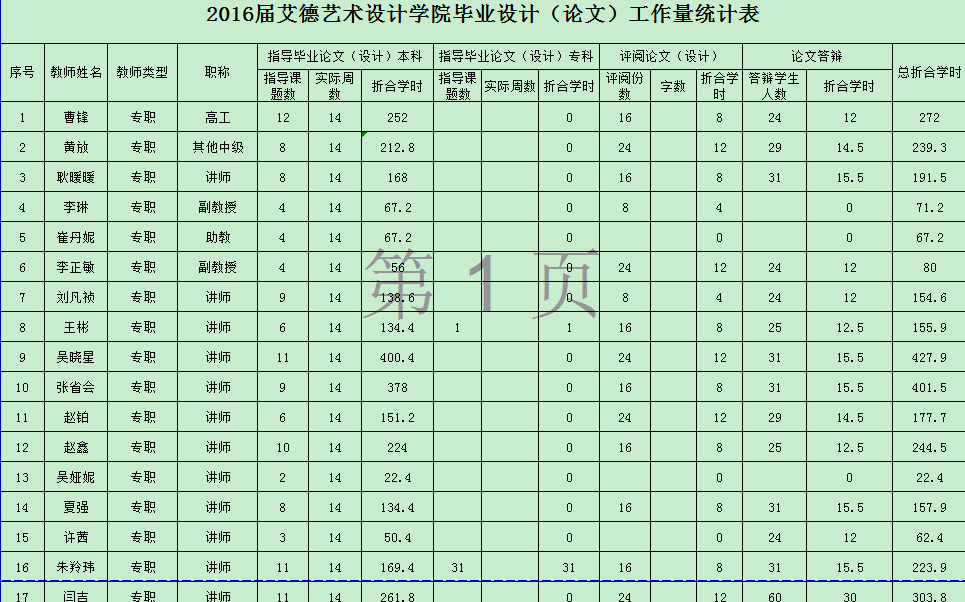 2016届艾德艺术设计学院毕业设计（论文）工作量统计表
序号 教师姓名 教师类型 职称 指导毕业论文（设计）本科 指导毕业论文（设计）专科 评阅论文（设计） 论文答辩 总折合学时
指导课题数 实际周数 折合学时 指导课题数 实际周数 折合学时 评阅份数 字数 折合学时 答辩学生人数 折合学时
1 曹锋 专职 高工 12 14 252 0 16 8 24 12 272
2 黄放 专职 其他中级 8 14 212.8 0 24 12 29 14.5 239.3
3 耿暖暖 专职 讲师 8 14 168 0 16 8 31 15.5 191.5
4 李琳 专职 副教授 4 14 67.2 0 8 4 0 71.2
5 崔丹妮 专职 助教 4 14 67.2 0 0 0 67.2
6 李正敏 专职 副教授 4 14 56 0 24 12 24 12 80
7 刘凡祯 专职 讲师 9 14 138.6 0 8 4 24 12 154.6
8 王彬 专职 讲师 6 14 134.4 1 1 16 8 25 12.5 155.9
9 吴晓星 专职 讲师 11 14 400.4 0 24 12 31 15.5 427.9
10 张省会 专职 讲师 9 14 378 0 16 8 31 15.5 401.5
11 赵铂 专职 讲师 6 14 151.2 0 24 12 29 14.5 177.7
12 赵鑫 专职 讲师 10 14 224 0 16 8 25 12.5 244.5
13 吴娅妮 专职 讲师 2 14 22.4 0 0 0 22.4
14 夏强 专职 讲师 8 14 134.4 0 16 8 31 15.5 157.9
15 许茜 专职 讲师 3 14 50.4 0 0 24 12 62.4
16 朱羚玮 专职 讲师 11 14 169.4 31 31 16 8 31 15.5 223.9
17 闫吉 专职 讲师 11 14 261.8 0 24 12 60 30 303.8
第 1 页